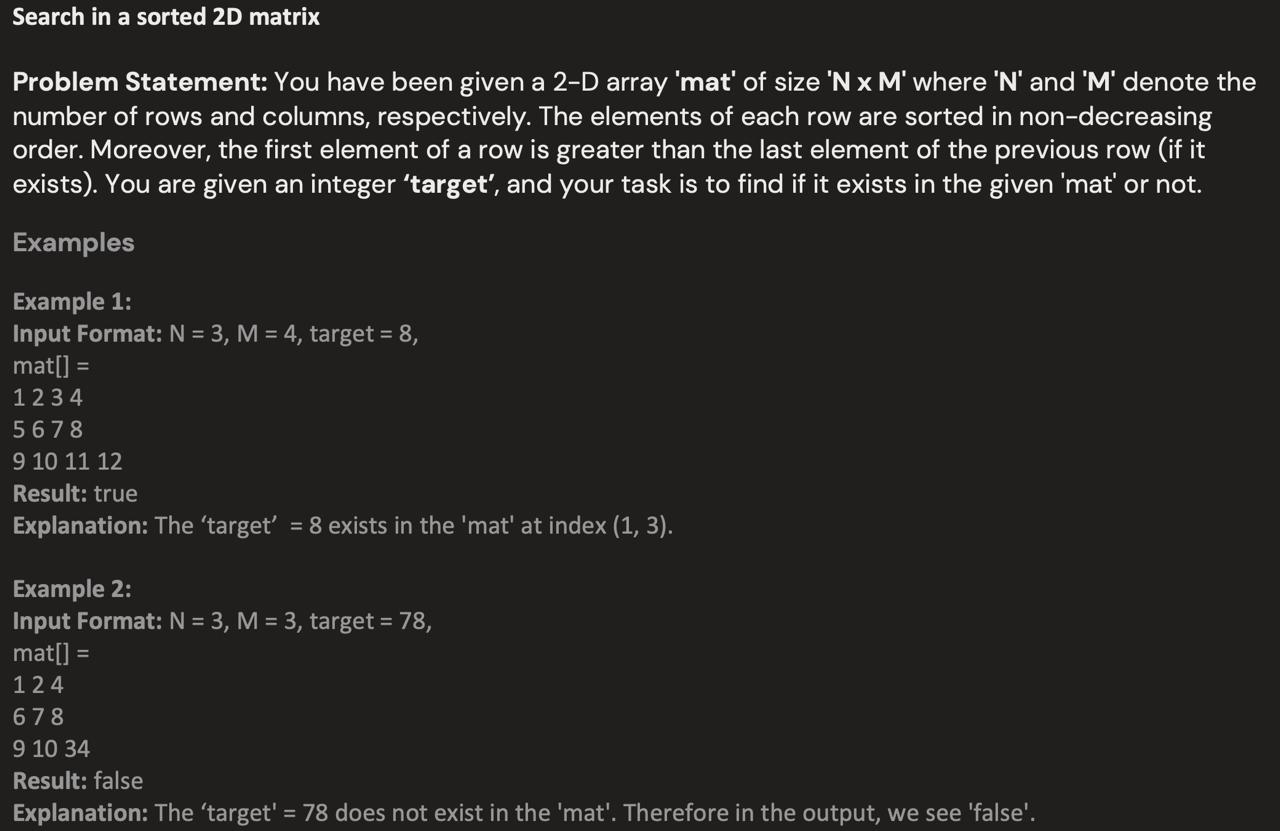 Search in a sorted 2D matrix
Problem Statement: You have been given a 2-D array 'mat' of size 'N x M' where 'N' and 'M' denote the
number of rows and columns, respectively. The elements of each row are sorted in non-decreasing
order. Moreover, the first element of a row is greater than the last element of the previous row (if it
exists). You are given an integer ‘target’, and your task is to find if it exists in the given 'mat' or not.
Examples
Example 1:
Input Format: N = 3, M = 4, target = 8,
mat[] =
1 2 3 4
5 6 7 8
9 10 11 12
Result: true
Explanation: The ‘target’  = 8 exists in the 'mat' at index (1, 3).
Example 2:
Input Format: N = 3, M = 3, target = 78,
mat[] =
1 2 4
6 7 8
9 10 34
Result: false
Explanation: The ‘target' = 78 does not exist in the 'mat'. Therefore in the output, we see 'false'.